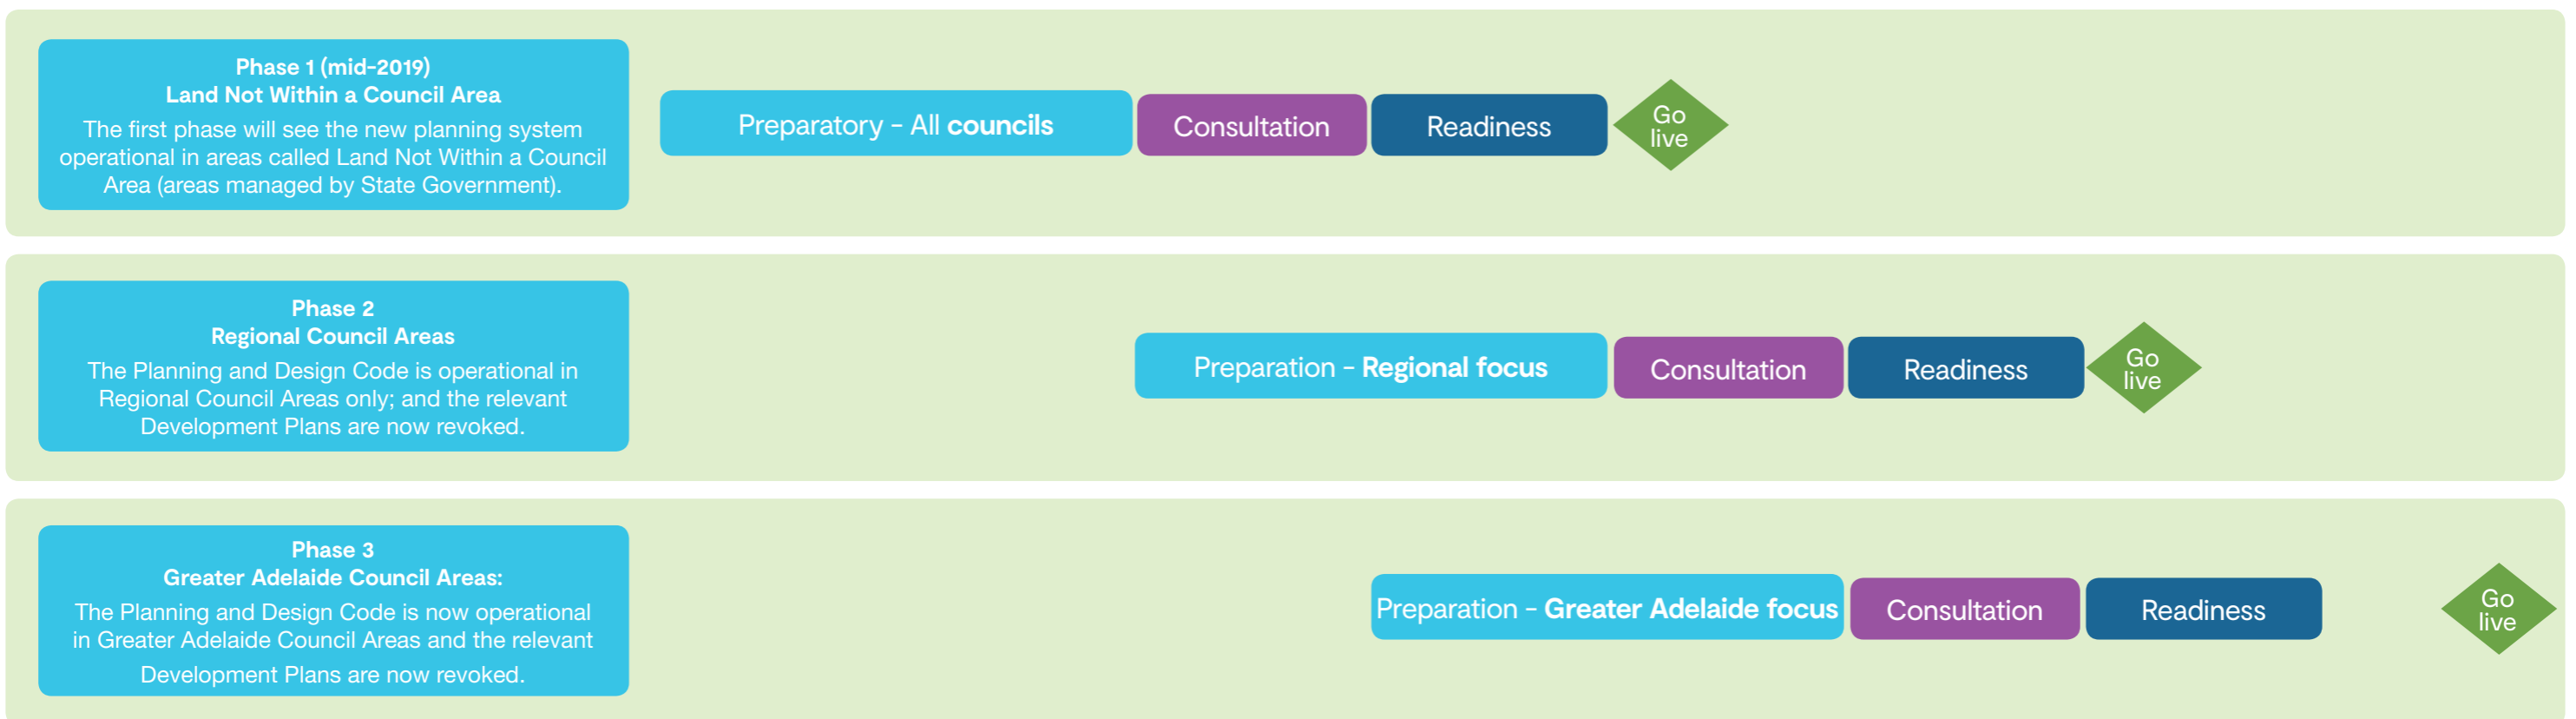 Phase 1 (mid-2019)
Land Not Within a Council Area
The first phase will see the new planning system
operational in areas called Land Not Within a Council
Area (areas managed by State Government).
Preparatory - All councils
Consultation
Readiness
Go
live
Phase 2
Regional Council Areas
The Planning and Design Code is operational in
Regional Council Areas only; and the relevant
Development Plans are now revoked.
Preparation - Regional focus
Consultation
Readiness
Go
live
Phase 3
Greater Adelaide Council Areas:
The Planning and Design Code is now operational
in Greater Adelaide Council Areas and the relevant
Development Plans are now revoked.
Preparation - Greater Adelaide focus
Consultation
Readiness
Go
live